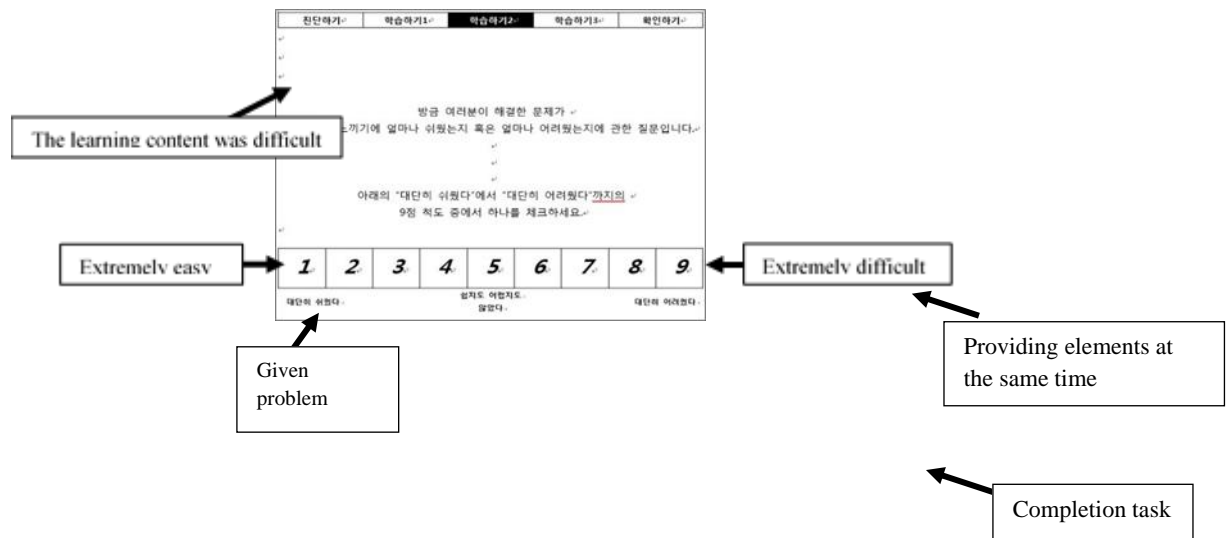 진단하기 학습하기1 학습하기2 학습하기3 확인하기
방금 여러분이 해결한 문제가
느끼기에 얼마나 쉬웠는지 혹은 얼마나 어려웠는지에 관한 질문입니다.
The learning content was difficult
아래의 "대단히 쉬웠다"에서 "대단히 어려웠다"까지의
9점 척도 중에서 하나를 체크하세요.
Extremely easy
1 2 3 4 5 6 7 8 9
Extremely difficult
대단히 쉬웠다. 쉽지도 어렵지도 대단히 어려웠다.
않았다.
Given
problem
Providing elements at
the same time
Completion task